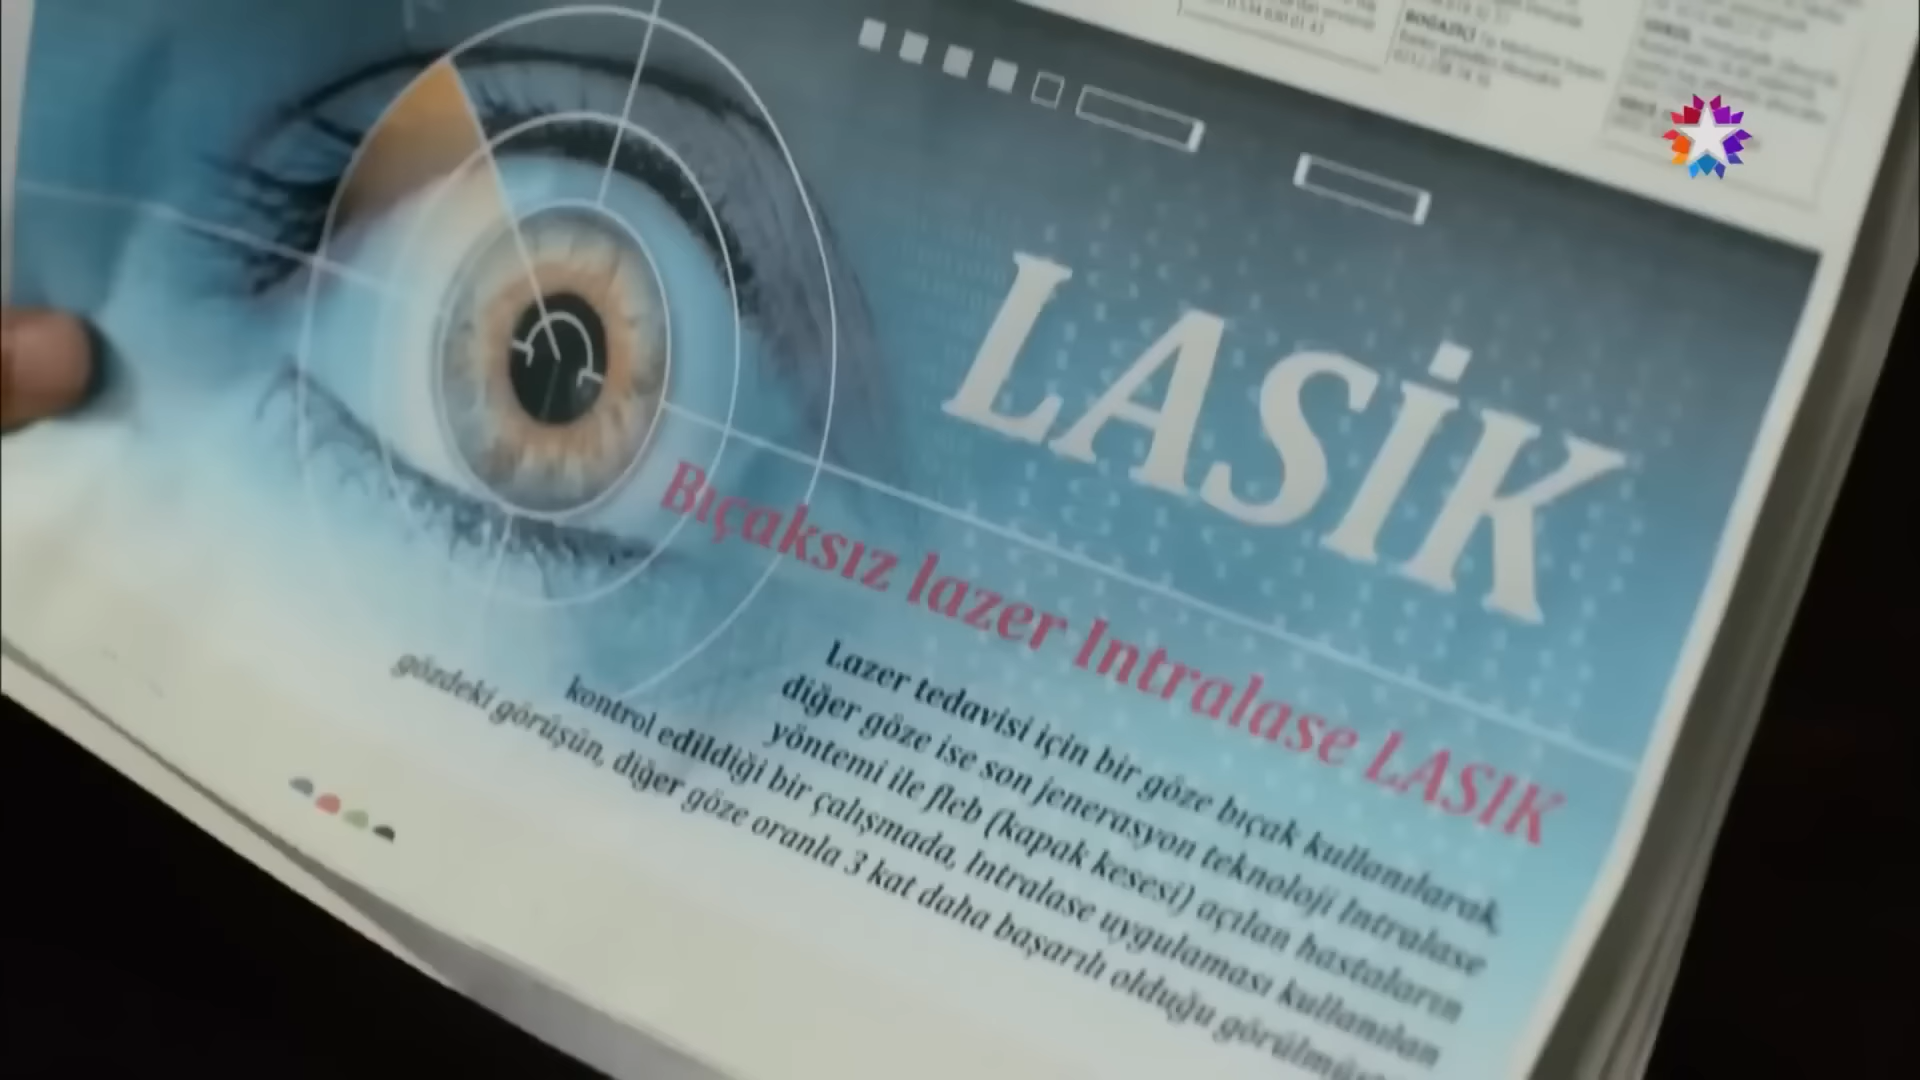 BOĞAZİÇİ
LASİK
Bıçaksız lazer Intralase LASIK
Lazer tedavisi için bir göze bıçak kullanılarak,
diğer göze ise son jenerasyon teknoloji Intralase
yöntemi ile fleb (kapak kesesi) açılan hastaların
kontrol edildiği bir çalışmada, Intralase uygulaması kullanılan
gözdeki görüşün, diğer göze oranla 3 kat daha başarılı olduğu